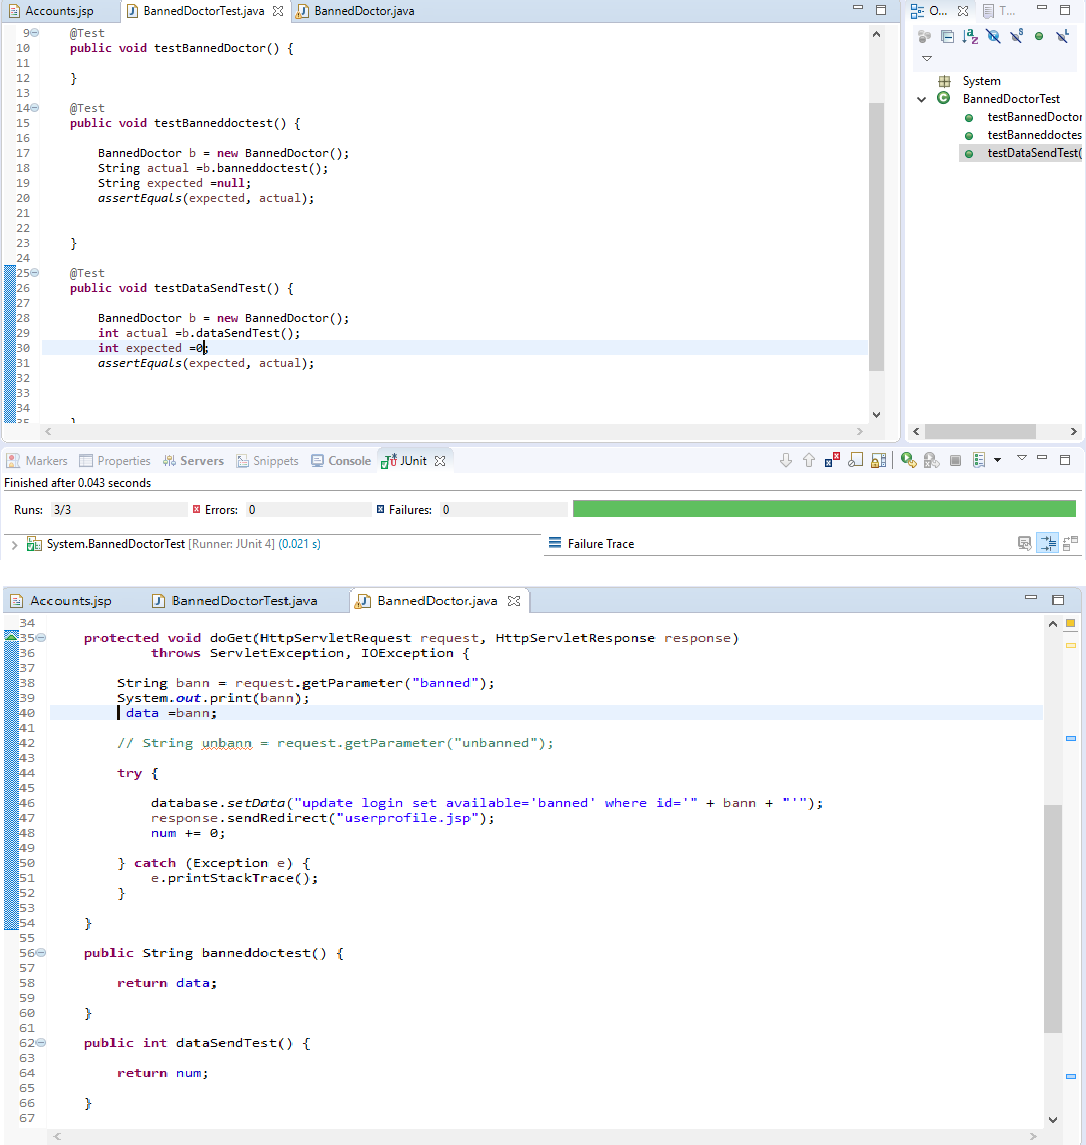 Accounts.jsp BannedDoctorTest.java BannedDoctor.java
9 @Test
10 public void testBannedDoctor() {
11
12 }
13
14 @Test
15 public void testBanneddoctest() {
16
17 BannedDoctor b = new BannedDoctor();
18 String actual =b.banneddoctest();
19 String expected =null;
20 assertEquals(expected, actual);
21
22
23 }
24
25 @Test
26 public void testDataSendTest() {
27
28 BannedDoctor b = new BannedDoctor();
29 int actual =b.dataSendTest();
30 int expected =0;
31 assertEquals(expected, actual);
32
33
34
35 }
O... T...
System
BannedDoctorTest
testBannedDoctor
testBanneddoctes
testDataSendTest(
Markers Properties Servers Snippets Console JUnit
Finished after 0.043 seconds
Runs: 3/3 Errors: 0 Failures: 0
System.BannedDoctorTest [Runner: JUnit 4] (0.021 s) Failure Trace
Accounts.jsp BannedDoctorTest.java BannedDoctor.java
34
35 protected void doGet(HttpServletRequest request, HttpServletResponse response)
36 throws ServletException, IOException {
37
38 String bann = request.getParameter("banned");
39 System.out.print(bann);
40 data =bann;
41
42 // String unbann = request.getParameter("unbanned");
43
44 try {
45
46 database.setData("update login set available='banned' where id='" + bann + "'");
47 response.sendRedirect("userprofile.jsp");
48 num += 0;
49
50 } catch (Exception e) {
51 e.printStackTrace();
52 }
53
54 }
55
56 public String banneddoctest() {
57
58 return data;
59
60 }
61
62 public int dataSendTest() {
63
64 return num;
65
66 }
67